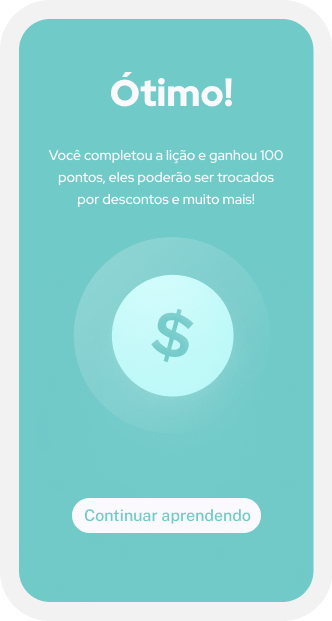 Ótimo!
Você completou a lição e ganhou 100
pontos, eles poderão ser trocados
por descontos e muito mais!
$
Continuar aprendendo